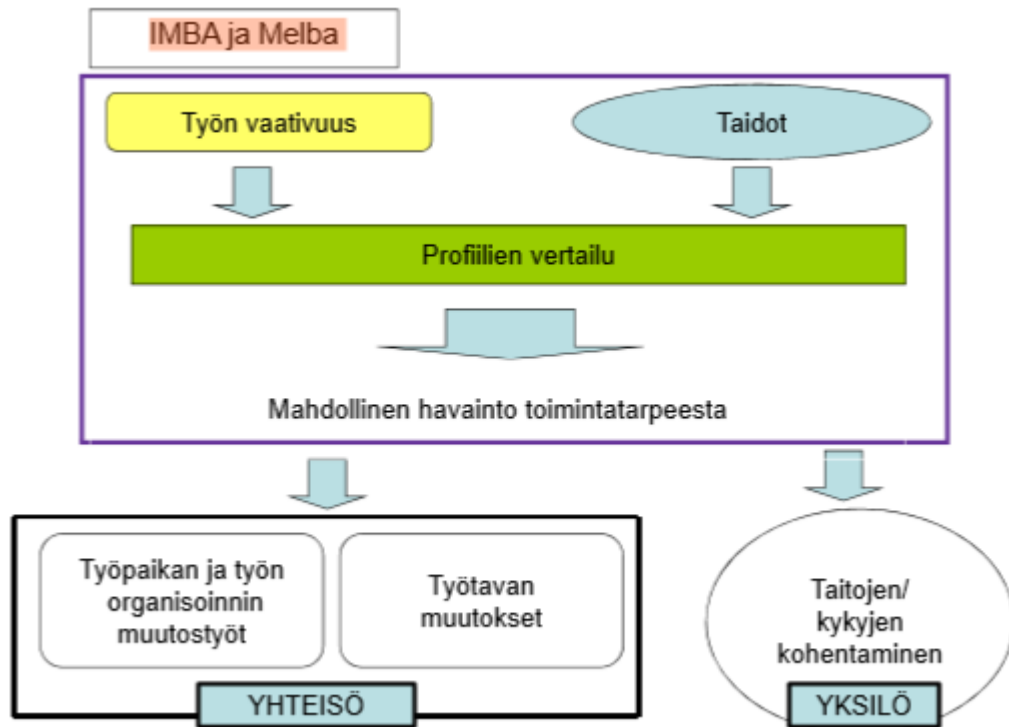 IMBA ja Melba
Työn vaativuus
Taidot
Profiilien vertailu
Mahdollinen havainto toimintatarpeesta
Työpaikan ja työn
organisoinnin
muutostyöt
Työtavan
muutokset
YHTEISÖ
Taitojen/
kykyjen
kohentaminen
YKSILÖ